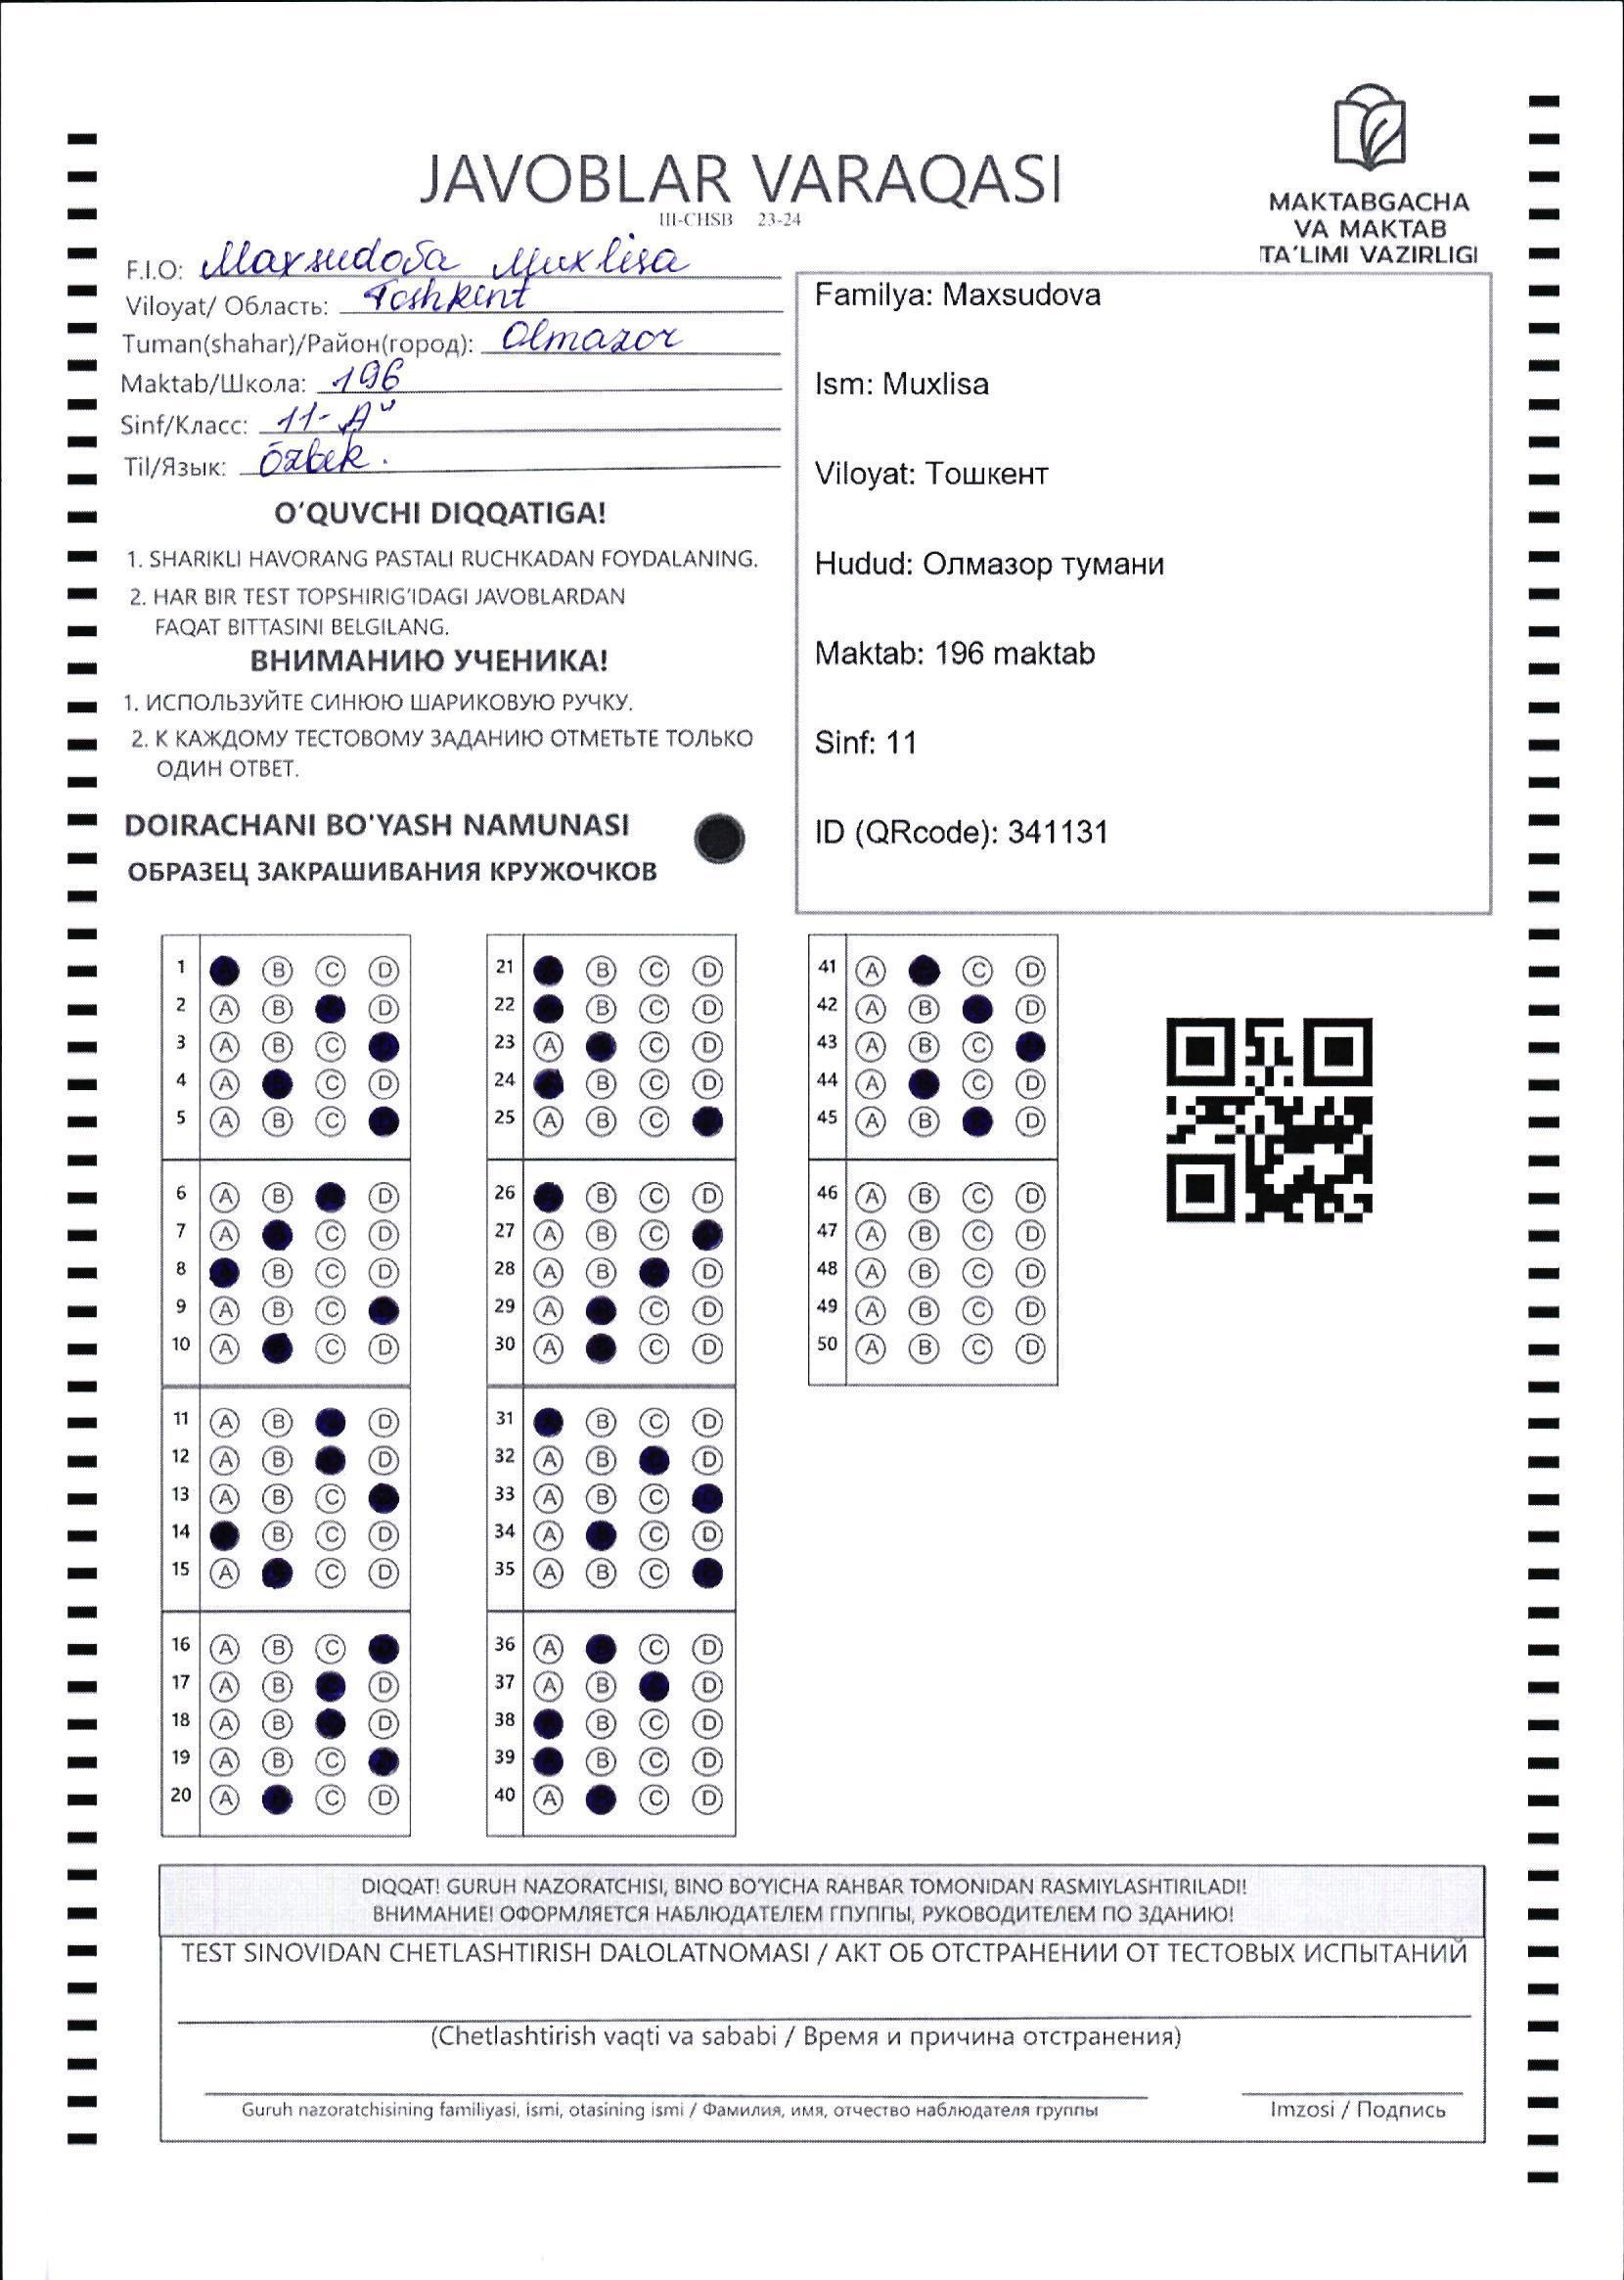 JAVOBLAR VARAQASI
III-CHSB 23-24
MAKTABGACHA
VA MAKTAB
TA'LIMI VAZIRLIGI
F.I.O: Maxsudova Muxlisa
Viloyat/ Область: Toshkent
Tuman(shahar)/Район(город): Olmazor
Maktab/Школа: 196
Sinf/Класс: 11-A"
Til/Язык: Özbek.
O'QUVCHI DIQQATIGA!
1. SHARIKLI HAVORANG PASTALI RUCHKADAN FOYDALANING.
2. HAR BIR TEST TOPSHIRIG'IDAGI JAVOBLARDAN
FAQAT BITTASINI BELGILANG.
ВНИМАНИЮ УЧЕНИКА!
1. ИСПОЛЬЗУЙТЕ СИНЮЮ ШАРИКОВУЮ РУЧКУ.
2. К КАЖДОМУ ТЕСТОВОМУ ЗАДАНИЮ ОТМЕТЬТЕ ТОЛЬКО
ОДИН ОТВЕТ.
DOIRACHANI BO'YASH NAMUNASI
ОБРАЗЕЦ ЗАКРАШИВАНИЯ КРУЖОЧКОВ
Familya: Maxsudova
Ism: Muxlisa
Viloyat: Тошкент
Hudud: Олмазор тумани
Maktab: 196 maktab
Sinf: 11
ID (QRcode): 341131
1 B C D
2 A B D
3 A B C
4 A C D
5 A B C
6 A B D
7 A C D
8 B C D
9 A B C
10 A C D
11 A B D
12 A B D
13 A B C
14 B C D
15 A C D
16 A B C
17 A B D
18 A B D
19 A B C
20 A C D
21 B C D
22 B C D
23 A C D
24 B C D
25 A B C
26 B C D
27 A B C
28 A B D
29 A C D
30 A C D
31 B C D
32 A B D
33 A B C
34 A C D
35 A B C
36 A C D
37 A B D
38 B C D
39 B C D
40 A C D
41 A C D
42 A B D
43 A B C
44 A C D
45 A B D
46 A B C D
47 A B C D
48 A B C D
49 A B C D
50 A B C D
DIQQAT! GURUH NAZORATCHISI, BINO BO'YICHA RAHBAR TOMONIDAN RASMIYLASHTIRILADI!
ВНИМАНИЕ! ОФОРМЛЯЕТСЯ НАБЛЮДАТЕЛЕМ ГПУППЫ, РУКОВОДИТЕЛЕМ ПО ЗДАНИЮ!
TEST SINOVIDAN CHETLASHTIRISH DALOLATNOMASI / АКТ ОБ ОТСТРАНЕНИИ ОТ ТЕСТОВЫХ ИСПЫТАНИЙ
(Chetlashtirish vaqti va sababi / Время и причина отстранения)
Guruh nazoratchisining familiyasi, ismi, otasining ismi / Фамилия, имя, отчество наблюдателя группы
Imzosi / Подпись